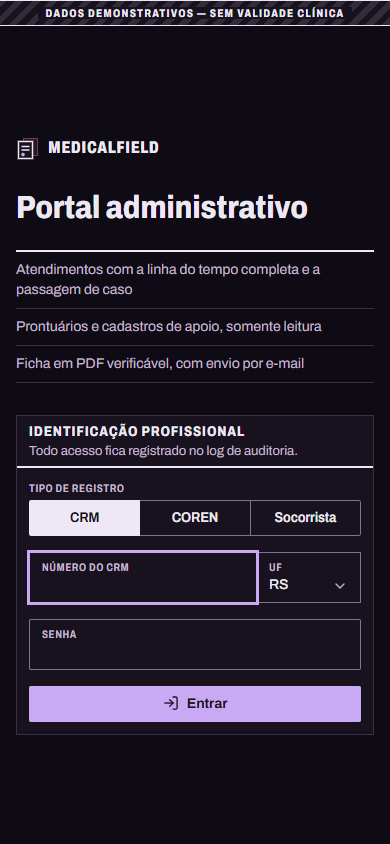 DADOS DEMONSTRATIVOS — SEM VALIDADE CLÍNICA
MEDICALFIELD
Portal administrativo
Atendimentos com a linha do tempo completa e a
passagem de caso
Prontuários e cadastros de apoio, somente leitura
Ficha em PDF verificável, com envio por e-mail
IDENTIFICAÇÃO PROFISSIONAL
Todo acesso fica registrado no log de auditoria.
TIPO DE REGISTRO
CRM COREN Socorrista
NÚMERO DO CRM UF
RS
SENHA
Entrar